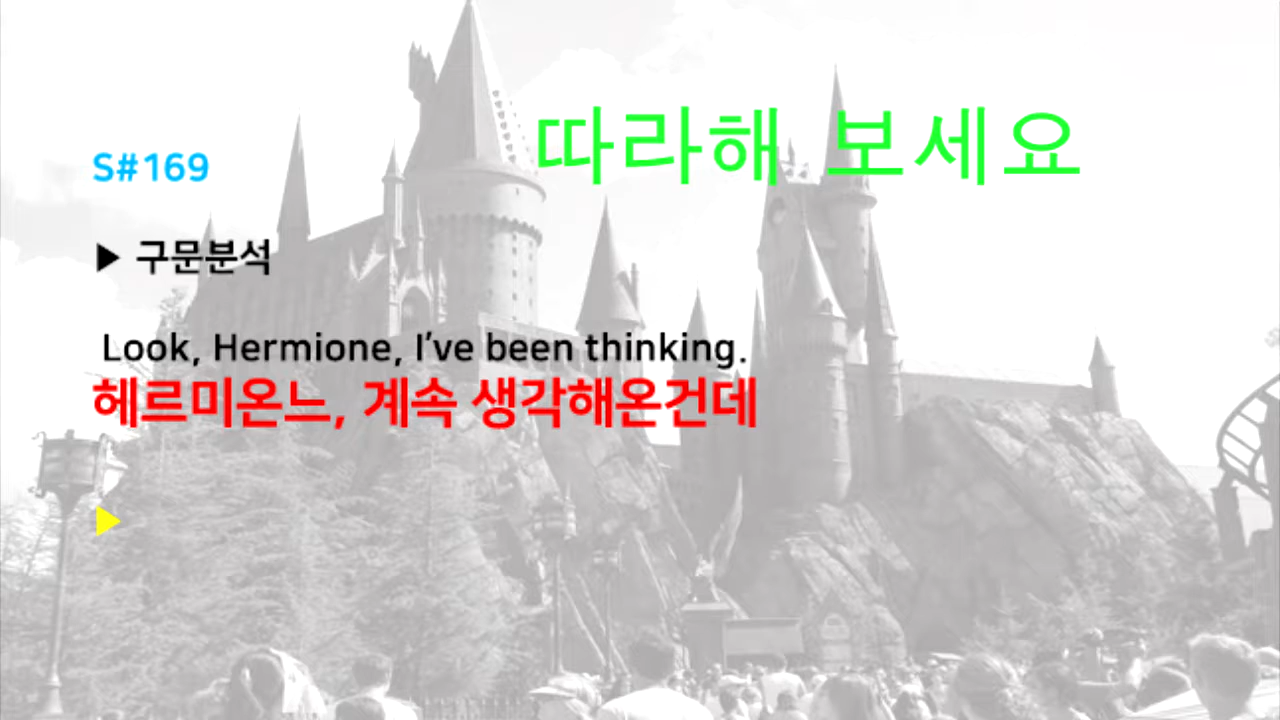 따라해 보세요
S#169
▶ 구문분석
Look, Hermione, I've been thinking.
헤르미온느, 계속 생각해온건데
▶